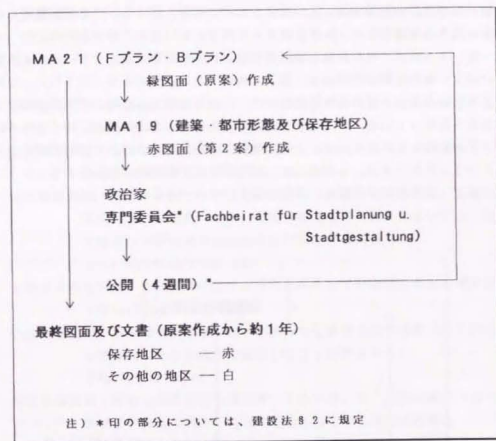 MA21(Fプラン・Bプラン)
緑図面(原案)作成
MA19(建築・都市形態及び保存地区)
赤図面(第2案)作成
政治家
専門委員会* (Fachbeirat für Stadtplanung u.
Stadtgestaltung)
公開(4週間)*
最終図面及び文書(原案作成から約1年)
保存地区 ── 赤
その他の地区 ── 白
注)*印の部分については、建設法§2に規定